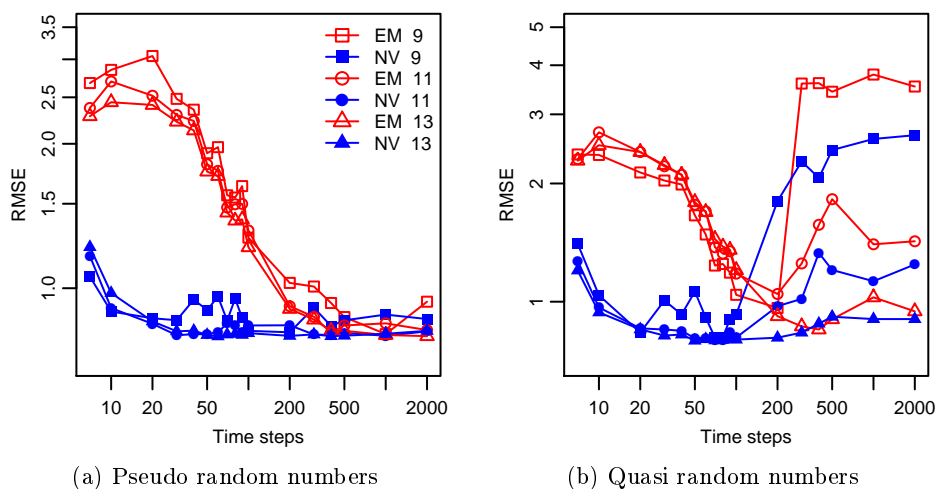 3.5
2.5
2.0
1.5
1.0
RMSE
EM 9
NV 9
EM 11
NV 11
EM 13
NV 13
10 20 50 200 500 2000
Time steps
(a) Pseudo random numbers
5
4
3
2
1
RMSE
10 20 50 200 500 2000
Time steps
(b) Quasi random numbers